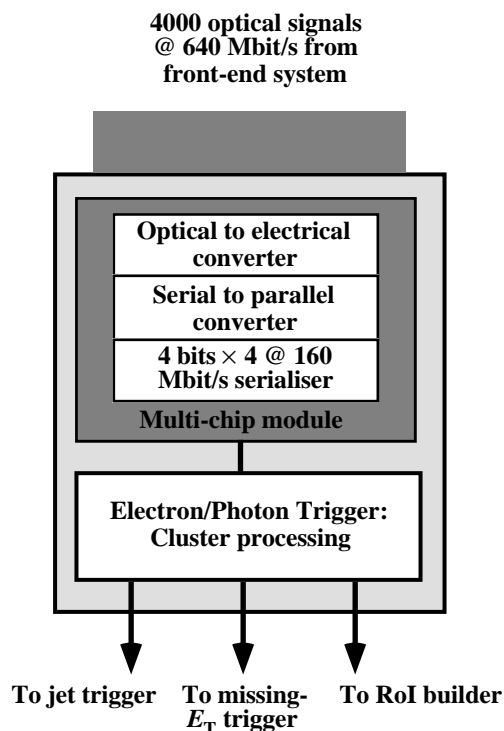 4000 optical signals
@ 640 Mbit/s from
front-end system
Optical to electrical
converter
Serial to parallel
converter
4 bits × 4 @ 160
Mbit/s serialiser
Multi-chip module
Electron/Photon Trigger:
Cluster processing
To jet trigger
To missing-
E_T trigger
To RoI builder